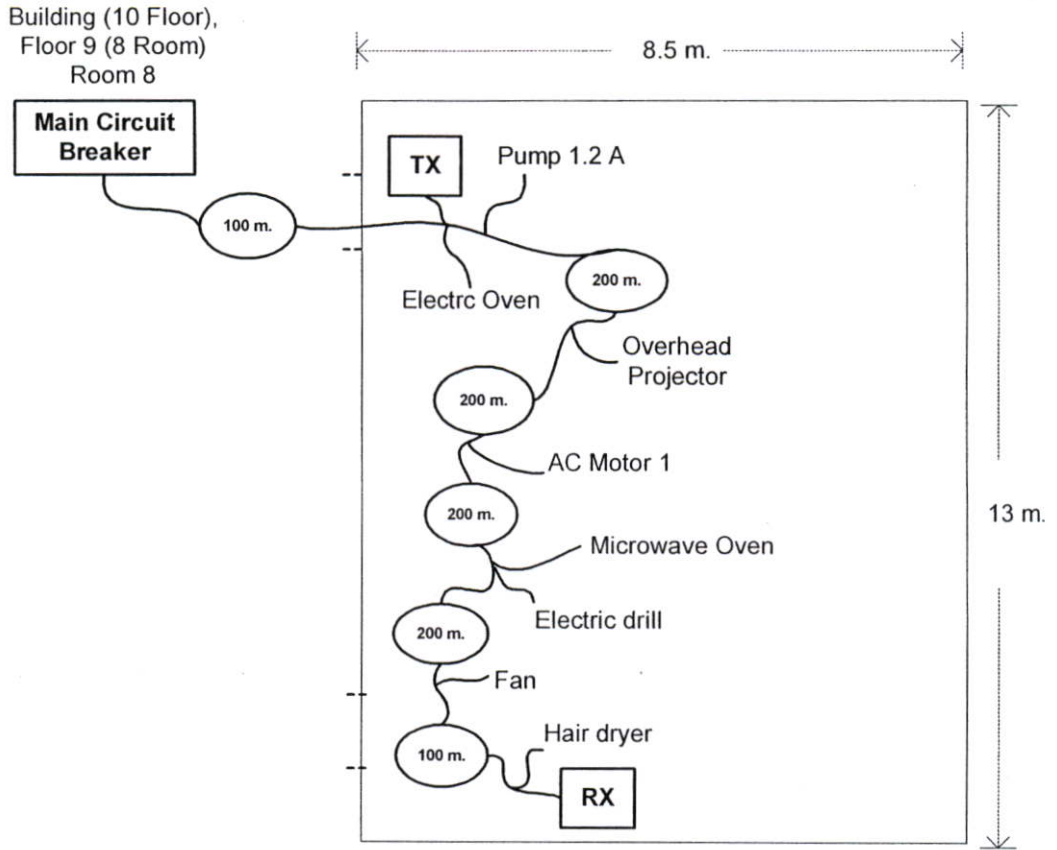 Building (10 Floor),
Floor 9 (8 Room)
Room 8
8.5 m.
Main Circuit
Breaker
TX
Pump 1.2 A
100 m.
200 m.
Electrc Oven
Overhead
Projector
200 m.
AC Motor 1
200 m.
13 m.
Microwave Oven
Electric drill
200 m.
Fan
Hair dryer
100 m.
RX